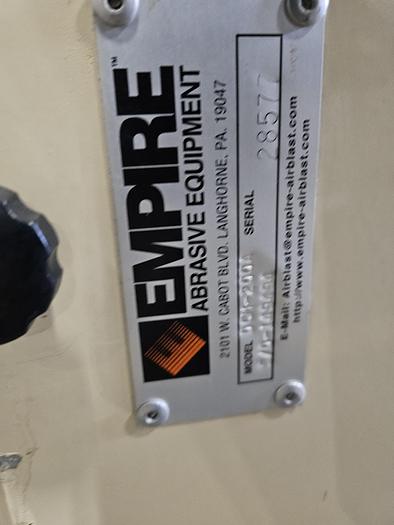 EMPIRE™
ABRASIVE EQUIPMENT
2101 W. CABOT BLVD. LANGHORNE, PA. 19047
MODEL SERIAL 28577
E-Mail: Airblast@empire-airblast.com
http://www.empire-airblast.com